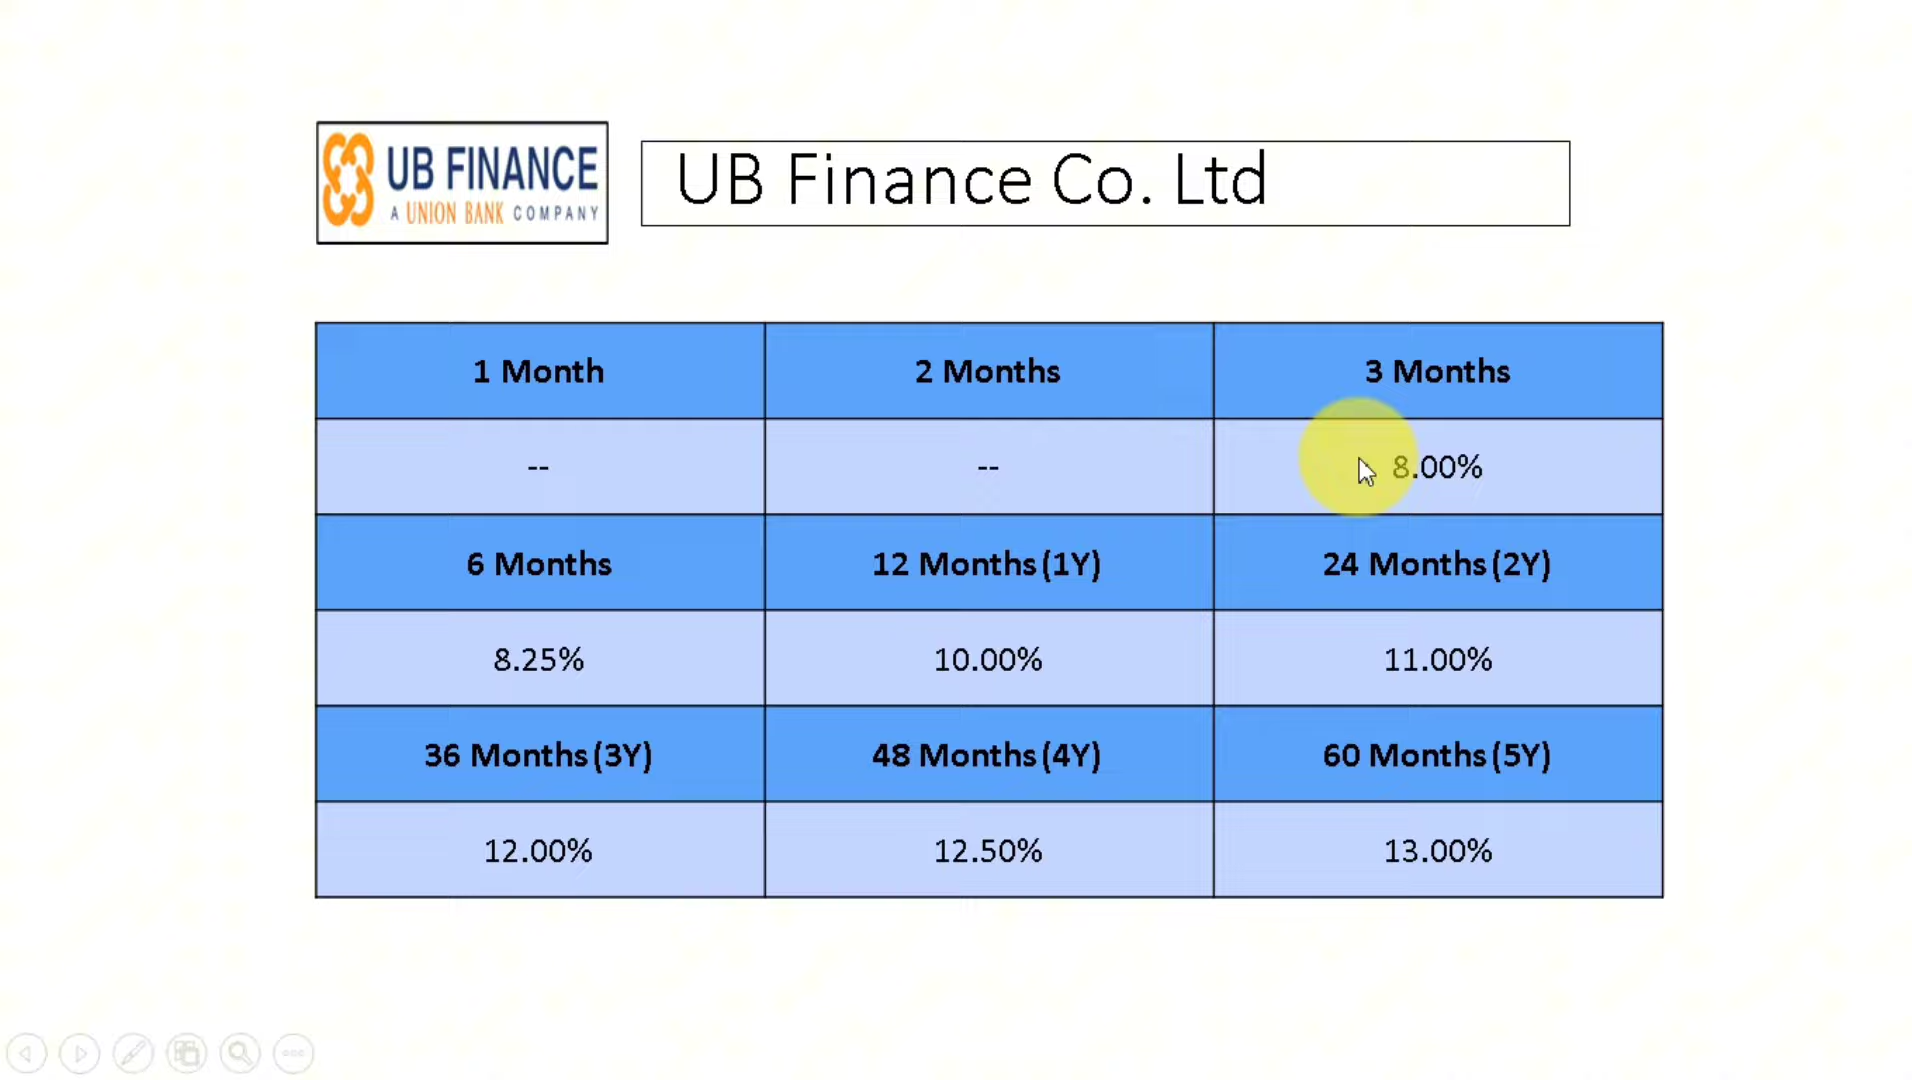 UB FINANCE
A UNION BANK COMPANY
UB Finance Co. Ltd
1 Month 2 Months 3 Months
-- -- 8.00%
6 Months 12 Months (1Y) 24 Months (2Y)
8.25% 10.00% 11.00%
36 Months (3Y) 48 Months (4Y) 60 Months (5Y)
12.00% 12.50% 13.00%